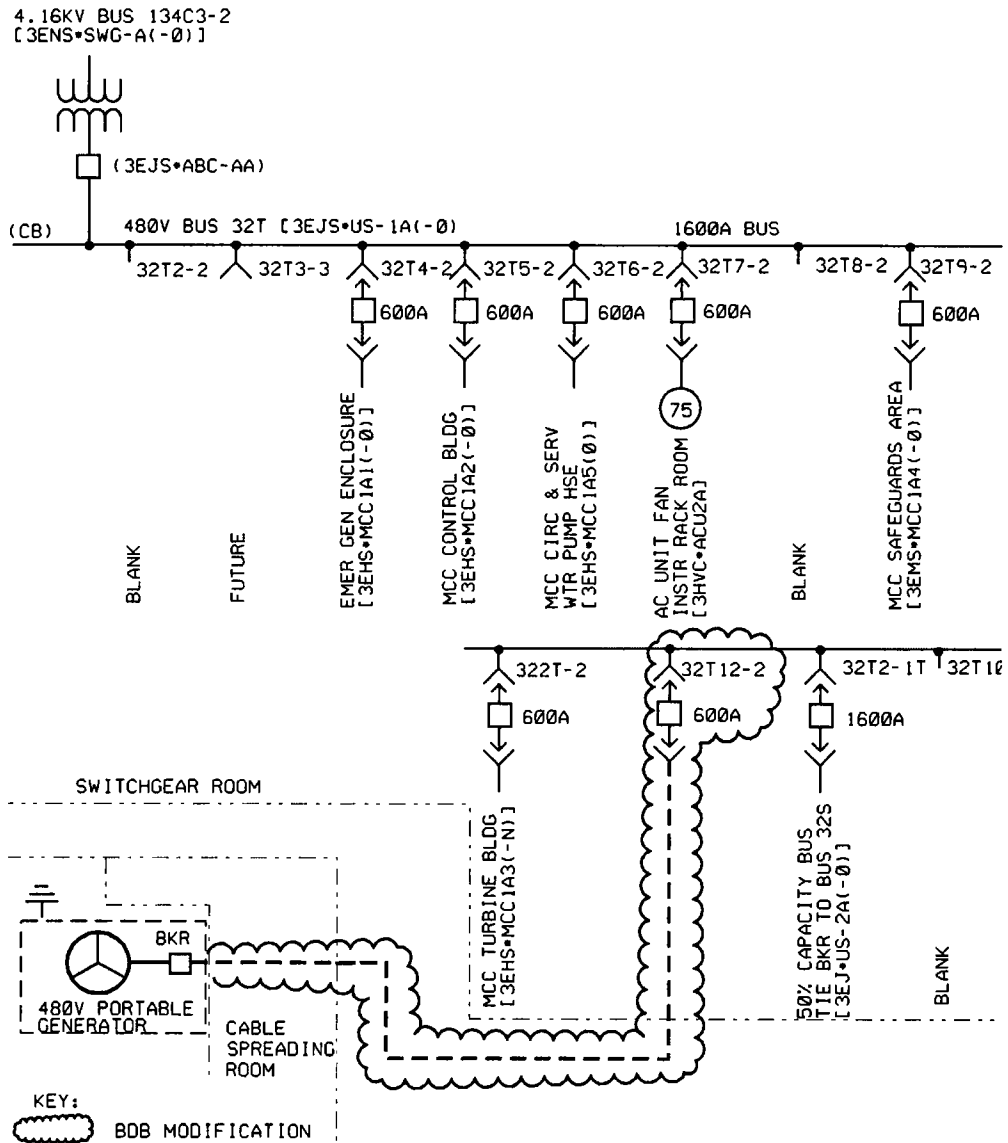 4.16KV BUS 134C3-2
[3ENS*SWG-A(-0)]
(3EJS*ABC-AA)
(CB)
480V BUS 32T [3EJS*US-1A(-0)
1600A BUS
32T2-2
32T3-3
32T4-2
32T5-2
32T6-2
32T7-2
32T8-2
32T9-2
600A
600A
600A
600A
600A
75
BLANK
FUTURE
EMER GEN ENCLOSURE
[3EHS*MCC1A1(-0)]
MCC CONTROL BLDG
[3EHS*MCC1A2(-0)]
MCC CIRC & SERV
WTR PUMP HSE
[3EHS*MCC1A5(0)]
AC UNIT FAN
INSTR RACK ROOM
[3HVC*ACU2A]
BLANK
MCC SAFEGUARDS AREA
[3EMS*MCC1A4(-0)]
322T-2
32T12-2
32T2-1T
32T10
600A
600A
1600A
MCC TURBINE BLDG
[3EHS*MCC1A3(-N)]
50% CAPACITY BUS
TIE BKR TO BUS 32S
[3EJ*US-2A(-0)]
BLANK
SWITCHGEAR ROOM
BKR
480V PORTABLE
GENERATOR
CABLE
SPREADING
ROOM
KEY:
BDB MODIFICATION